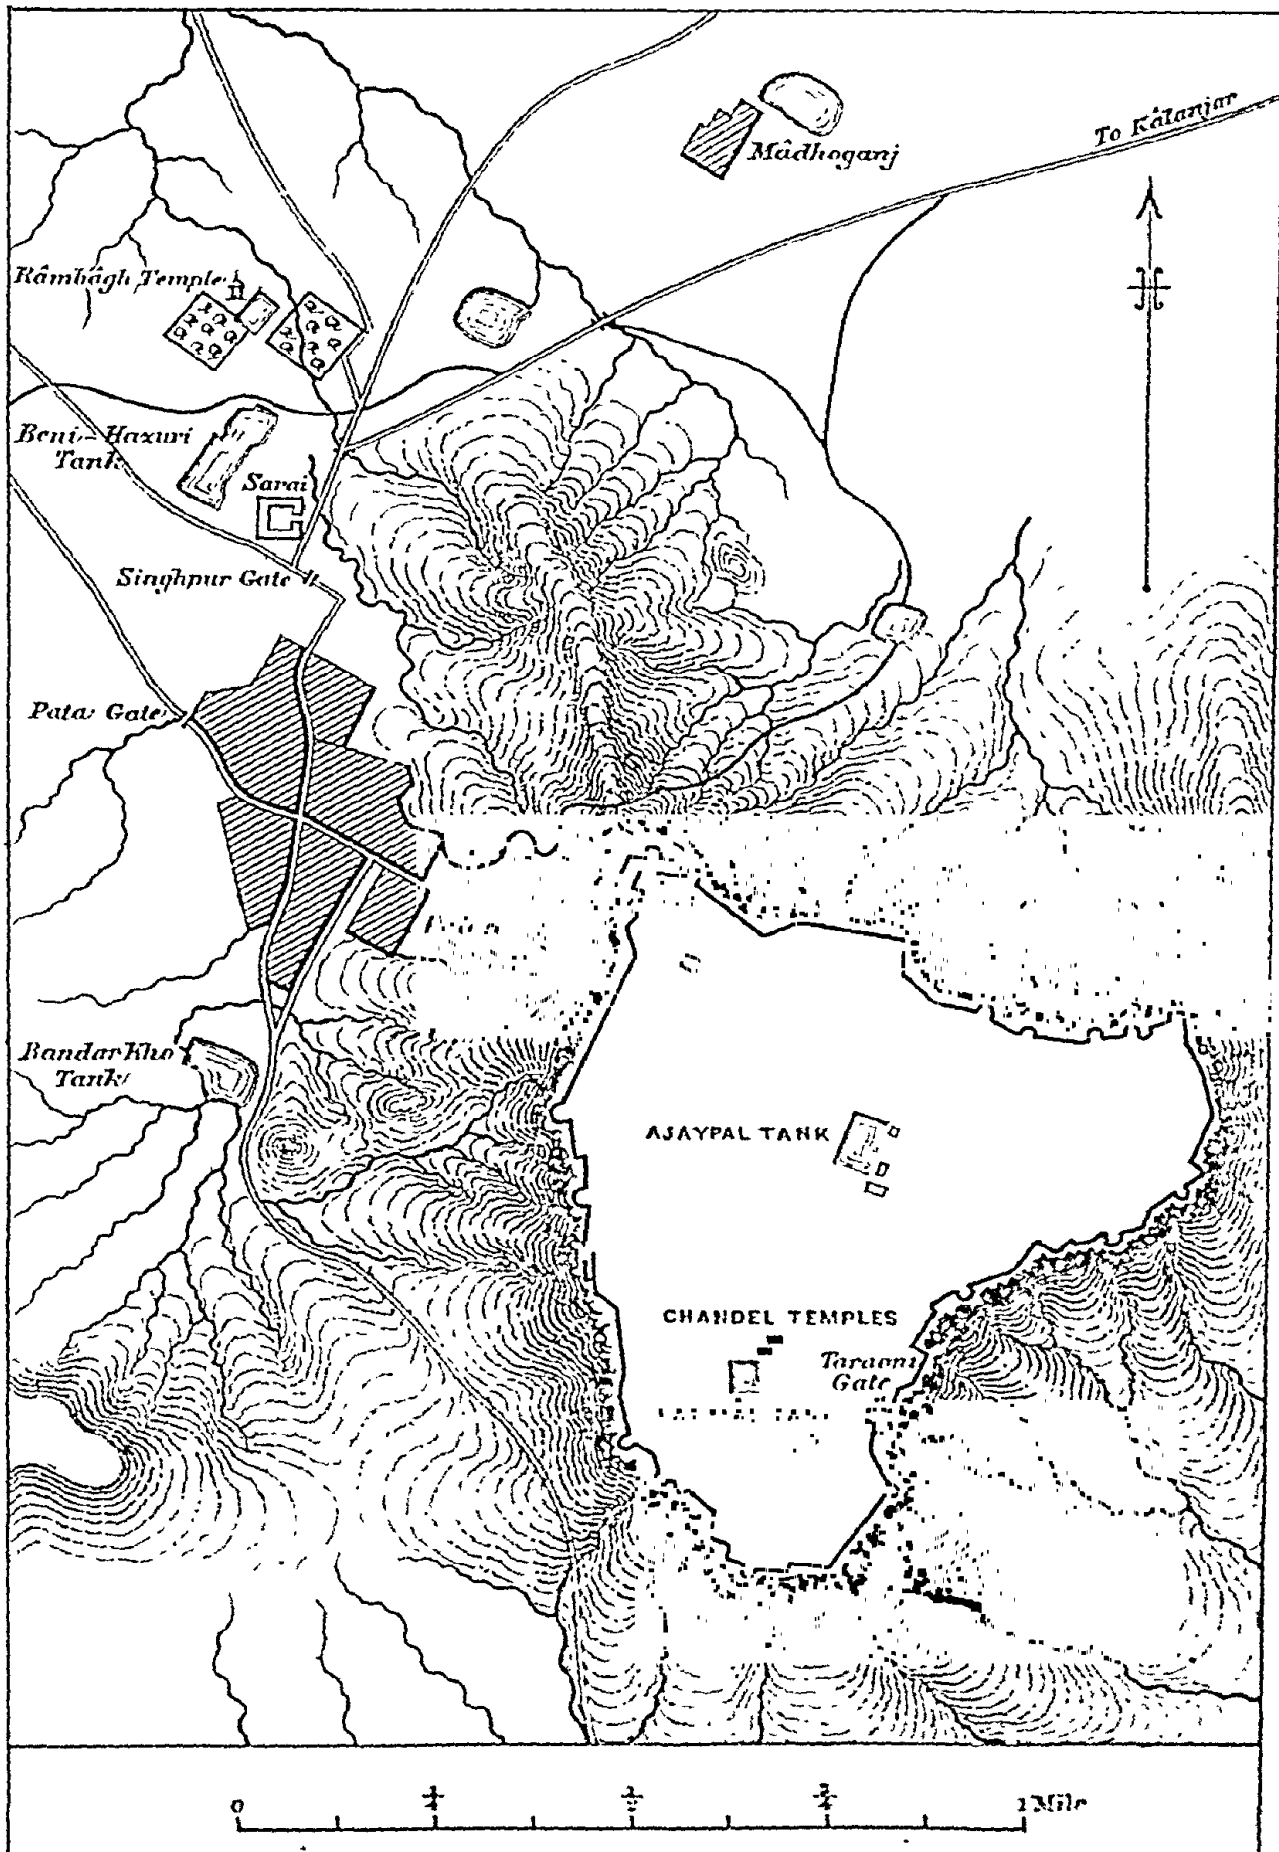 To Kâlanjar
Mâdhoganj
Râmbâgh Temple
Beni-Hazuri
Tank
Sarai
Singhpur Gate
Pata Gate
Bandar Kho
Tank
AJAYPAL TANK
CHANDEL TEMPLES
Taraoni
Gate
TANK
0 1/4 1/2 3/4 1 Mile